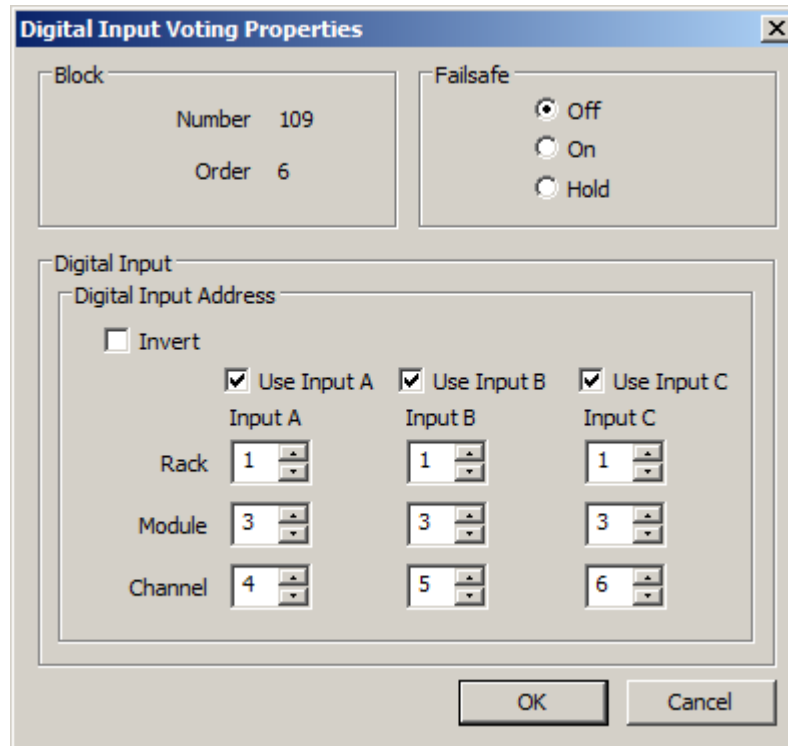 Digital Input Voting Properties
Block
Number 109
Order 6
Failsafe
Off
On
Hold
Digital Input
Digital Input Address
Invert
Use Input A Use Input B Use Input C
Input A Input B Input C
Rack 1 1 1
Module 3 3 3
Channel 4 5 6
OK Cancel